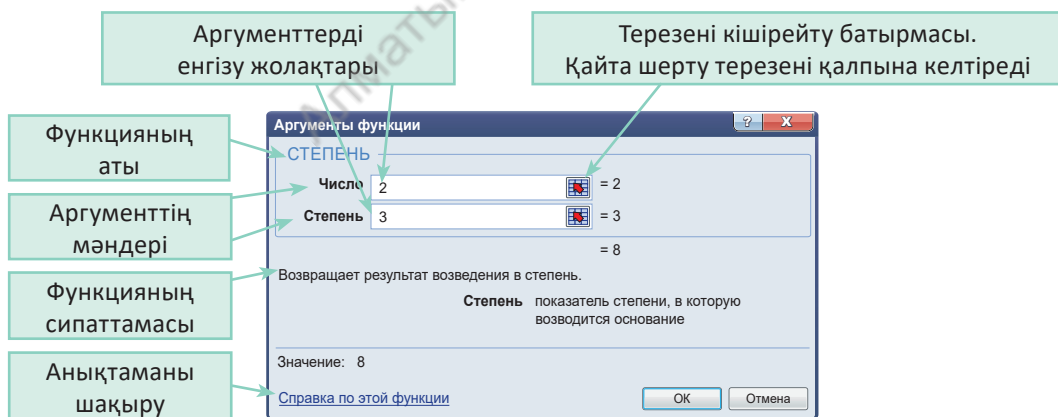 Аргументтерді
енгізу жолақтары
Терезені кішірейту батырмасы.
Қайта шерту терезені қалпына келтіреді
Функцияның
аты
Аргументтің
мәндері
Функцияның
сипаттамасы
Анықтаманы
шақыру
Аргументы функции
? X
СТЕПЕНЬ
Число 2 = 2
Степень 3 = 3
= 8
Возвращает результат возведения в степень.
Степень показатель степени, в которую
возводится основание
Значение: 8
Справка по этой функции
ОК Отмена